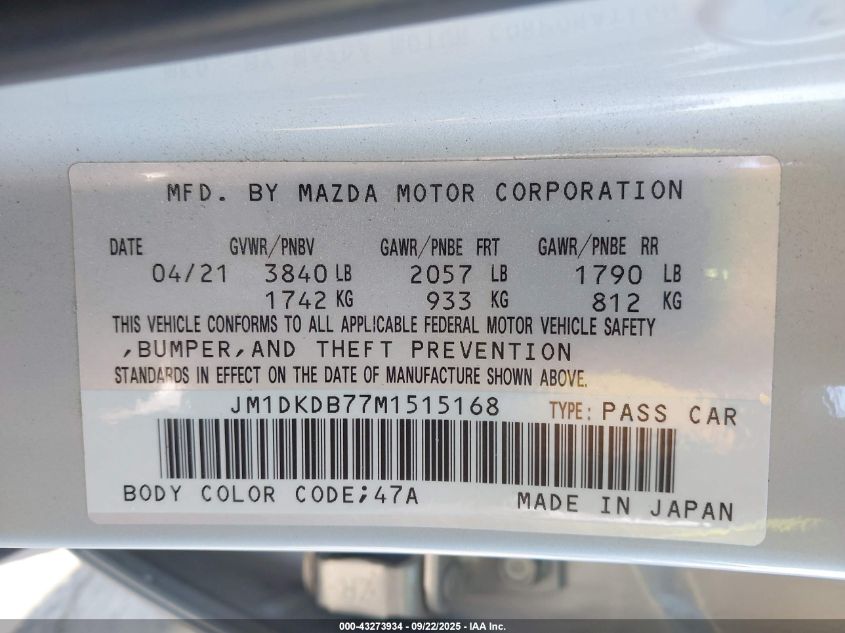 MFD. BY MAZDA MOTOR CORPORATION
DATE GVWR/PNBV GAWR/PNBE FRT GAWR/PNBE RR
04/21 3840 LB 2057 LB 1790 LB
1742 KG 933 KG 812 KG
THIS VEHICLE CONFORMS TO ALL APPLICABLE FEDERAL MOTOR VEHICLE SAFETY
,BUMPER,AND THEFT PREVENTION
STANDARDS IN EFFECT ON THE DATE OF MANUFACTURE SHOWN ABOVE.
JM1DKDB77M1515168 TYPE: PASS CAR
BODY COLOR CODE;47A MADE IN JAPAN
000-43273934 - 09/22/2025 - IAA Inc.